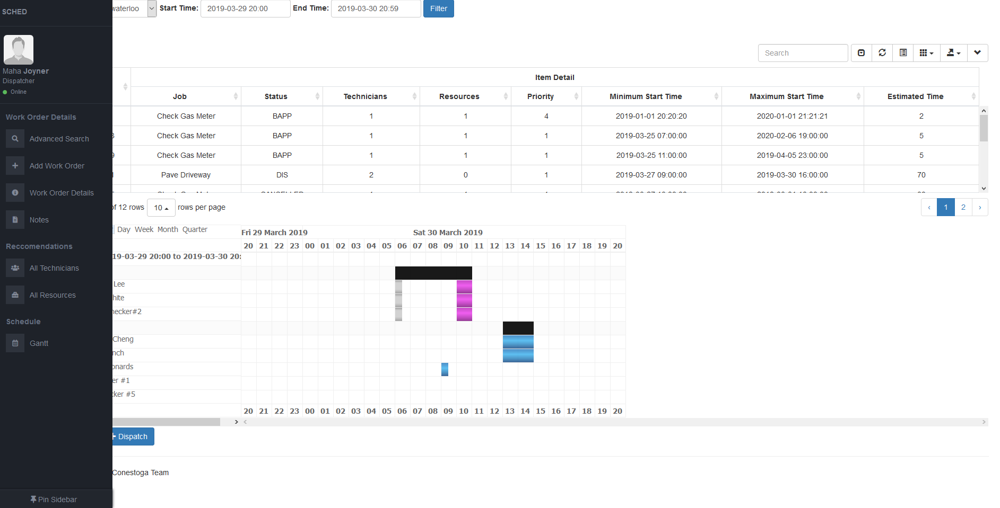 SCHED
Maha Joyner
Dispatcher
Online
Work Order Details
Advanced Search
Add Work Order
Work Order Details
Notes
Reccomendations
All Technicians
All Resources
Schedule
Gantt
Pin Sidebar
waterloo Start Time: 2019-03-29 20:00 End Time: 2019-03-30 20:59 Filter
Search
Item Detail
Job Status Technicians Resources Priority Minimum Start Time Maximum Start Time Estimated Time
Check Gas Meter BAPP 1 1 4 2019-01-01 20:20:20 2020-01-01 21:21:21 2
3 Check Gas Meter BAPP 1 1 1 2019-03-25 07:00:00 2020-02-06 19:00:00 5
9 Check Gas Meter BAPP 1 1 1 2019-03-25 11:00:00 2019-04-05 23:00:00 5
1 Pave Driveway DIS 2 0 1 2019-03-27 09:00:00 2019-03-30 16:00:00 70
of 12 rows 10 rows per page
‹ 1 2 ›
Day Week Month Quarter
Fri 29 March 2019 Sat 30 March 2019
20 21 22 23 00 01 02 03 04 05 06 07 08 09 10 11 12 13 14 15 16 17 18 19 20
19-03-29 20:00 to 2019-03-30 20:
Lee
hite
hecker#2
Cheng
nch
onards
er #1
cker #5
20 21 22 23 00 01 02 03 04 05 06 07 08 09 10 11 12 13 14 15 16 17 18 19 20
+ Dispatch
Conestoga Team